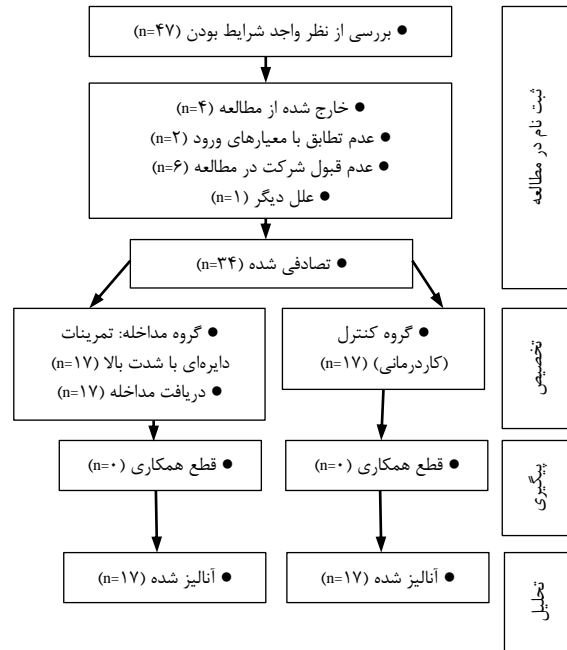 ● بررسی از نظر واجد شرایط بودن (n=۴۷)
ثبت نام در مطالعه
● خارج شده از مطالعه (n=۴)
● عدم تطابق با معیارهای ورود (n=۲)
● عدم قبول شرکت در مطالعه (n=۶)
● علل دیگر (n=۱)
● تصادفی شده (n=۳۴)
تخصیص
● گروه کنترل
(کاردرمانی) (n=۱۷)
● گروه مداخله: تمرینات
دایره‌ای با شدت بالا (n=۱۷)
● دریافت مداخله (n=۱۷)
پیگیری
● قطع همکاری (n=۰)
● قطع همکاری (n=۰)
تحلیل
● آنالیز شده (n=۱۷)
● آنالیز شده (n=۱۷)